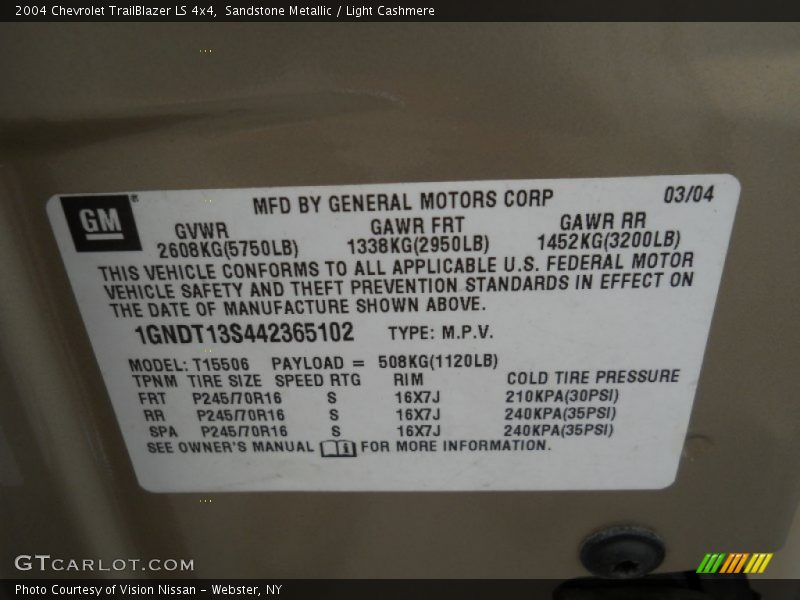 2004 Chevrolet TrailBlazer LS 4x4,  Sandstone Metallic / Light Cashmere
GM® MFD BY GENERAL MOTORS CORP 03/04
GVWR GAWR FRT GAWR RR
2608KG(5750LB) 1338KG(2950LB) 1452KG(3200LB)
THIS VEHICLE CONFORMS TO ALL APPLICABLE U.S. FEDERAL MOTOR
VEHICLE SAFETY AND THEFT PREVENTION STANDARDS IN EFFECT ON
THE DATE OF MANUFACTURE SHOWN ABOVE.
1GNDT13S442365102 TYPE: M.P.V.
MODEL: T15506 PAYLOAD = 508KG(1120LB)
TPNM TIRE SIZE SPEED RTG RIM COLD TIRE PRESSURE
FRT P245/70R16 S 16X7J 210KPA(30PSI)
RR P245/70R16 S 16X7J 240KPA(35PSI)
SPA P245/70R16 S 16X7J 240KPA(35PSI)
SEE OWNER'S MANUAL FOR MORE INFORMATION.
GTCARLOT.COM
Photo Courtesy of Vision Nissan - Webster, NY